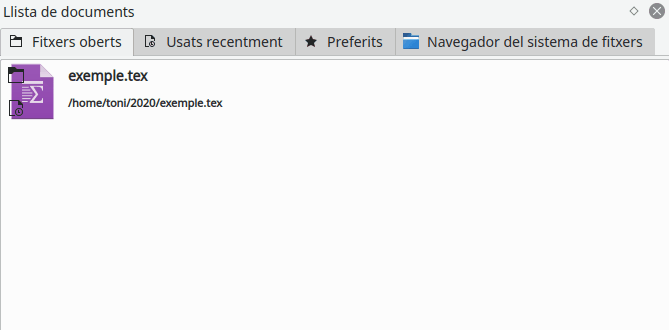 Llista de documents
Fitxers oberts Usats recentment Preferits Navegador del sistema de fitxers
exemple.tex
/home/toni/2020/exemple.tex